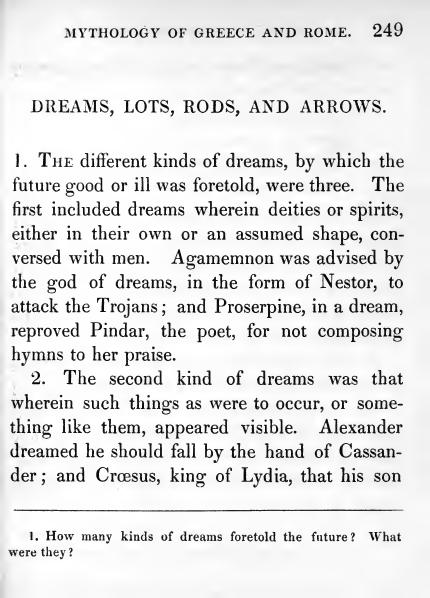 MYTHOLOGY OF GREECE AND ROME. 249
DREAMS, LOTS, RODS, AND ARROWS.
1. THE different kinds of dreams, by which the
future good or ill was foretold, were three. The
first included dreams wherein deities or spirits,
either in their own or an assumed shape, con-
versed with men. Agamemnon was advised by
the god of dreams, in the form of Nestor, to
attack the Trojans; and Proserpine, in a dream,
reproved Pindar, the poet, for not composing
hymns to her praise.
2. The second kind of dreams was that
wherein such things as were to occur, or some-
thing like them, appeared visible. Alexander
dreamed he should fall by the hand of Cassan-
der; and Crœsus, king of Lydia, that his son
1. How many kinds of dreams foretold the future? What
were they?